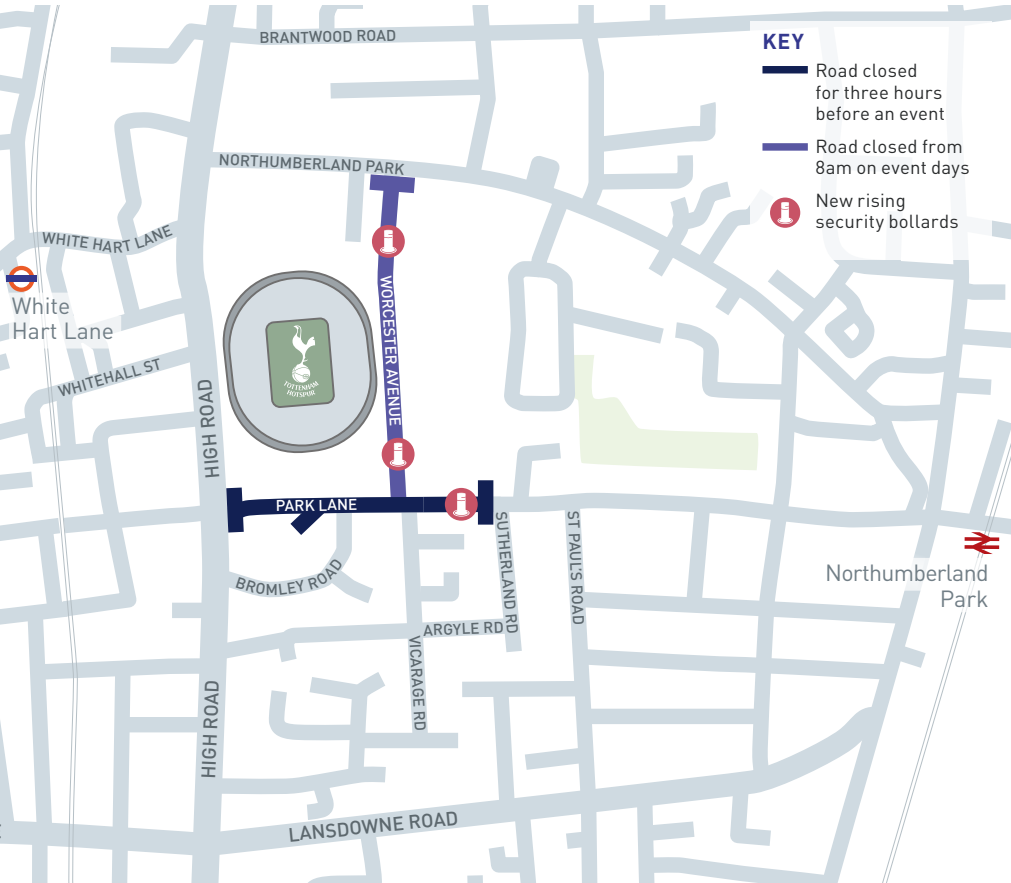 BRANTWOOD ROAD
KEY
Road closed
for three hours
before an event
Road closed from
8am on event days
New rising
security bollards
NORTHUMBERLAND PARK
WHITE HART LANE
White
Hart Lane
WORCESTER AVENUE
TOTTENHAM
HOTSPUR
WHITEHALL ST
HIGH ROAD
PARK LANE
SUTHERLAND RD
ST PAUL'S ROAD
Northumberland
Park
BROMLEY ROAD
ARGYLE RD
VICARAGE RD
HIGH ROAD
LANSDOWNE ROAD